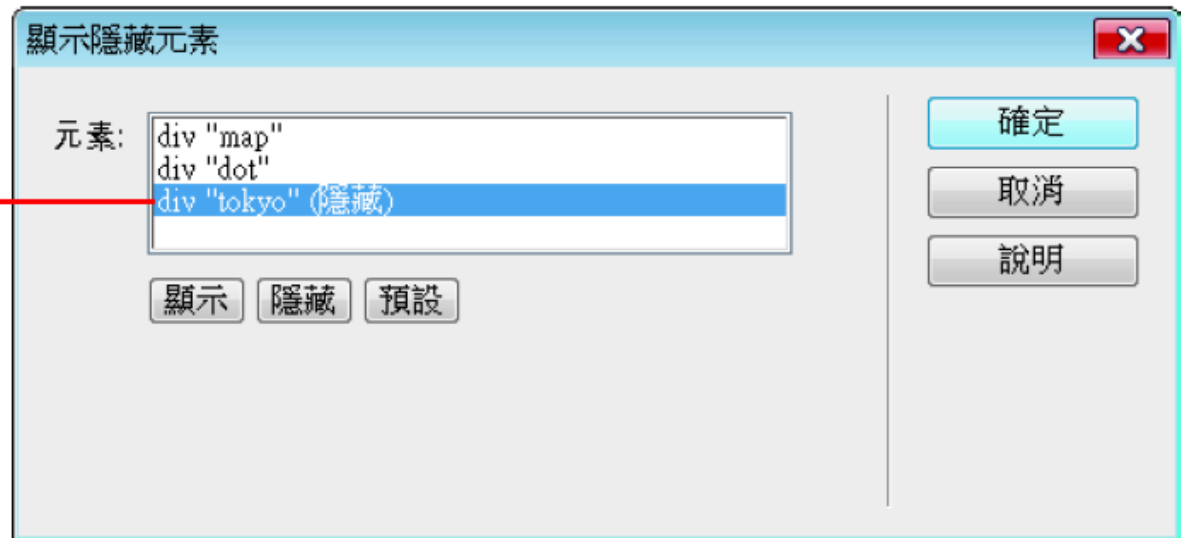 顯示隱藏元素
元素:
div "map"
div "dot"
div "tokyo" (隱藏)
顯示 隱藏 預設
確定
取消
說明